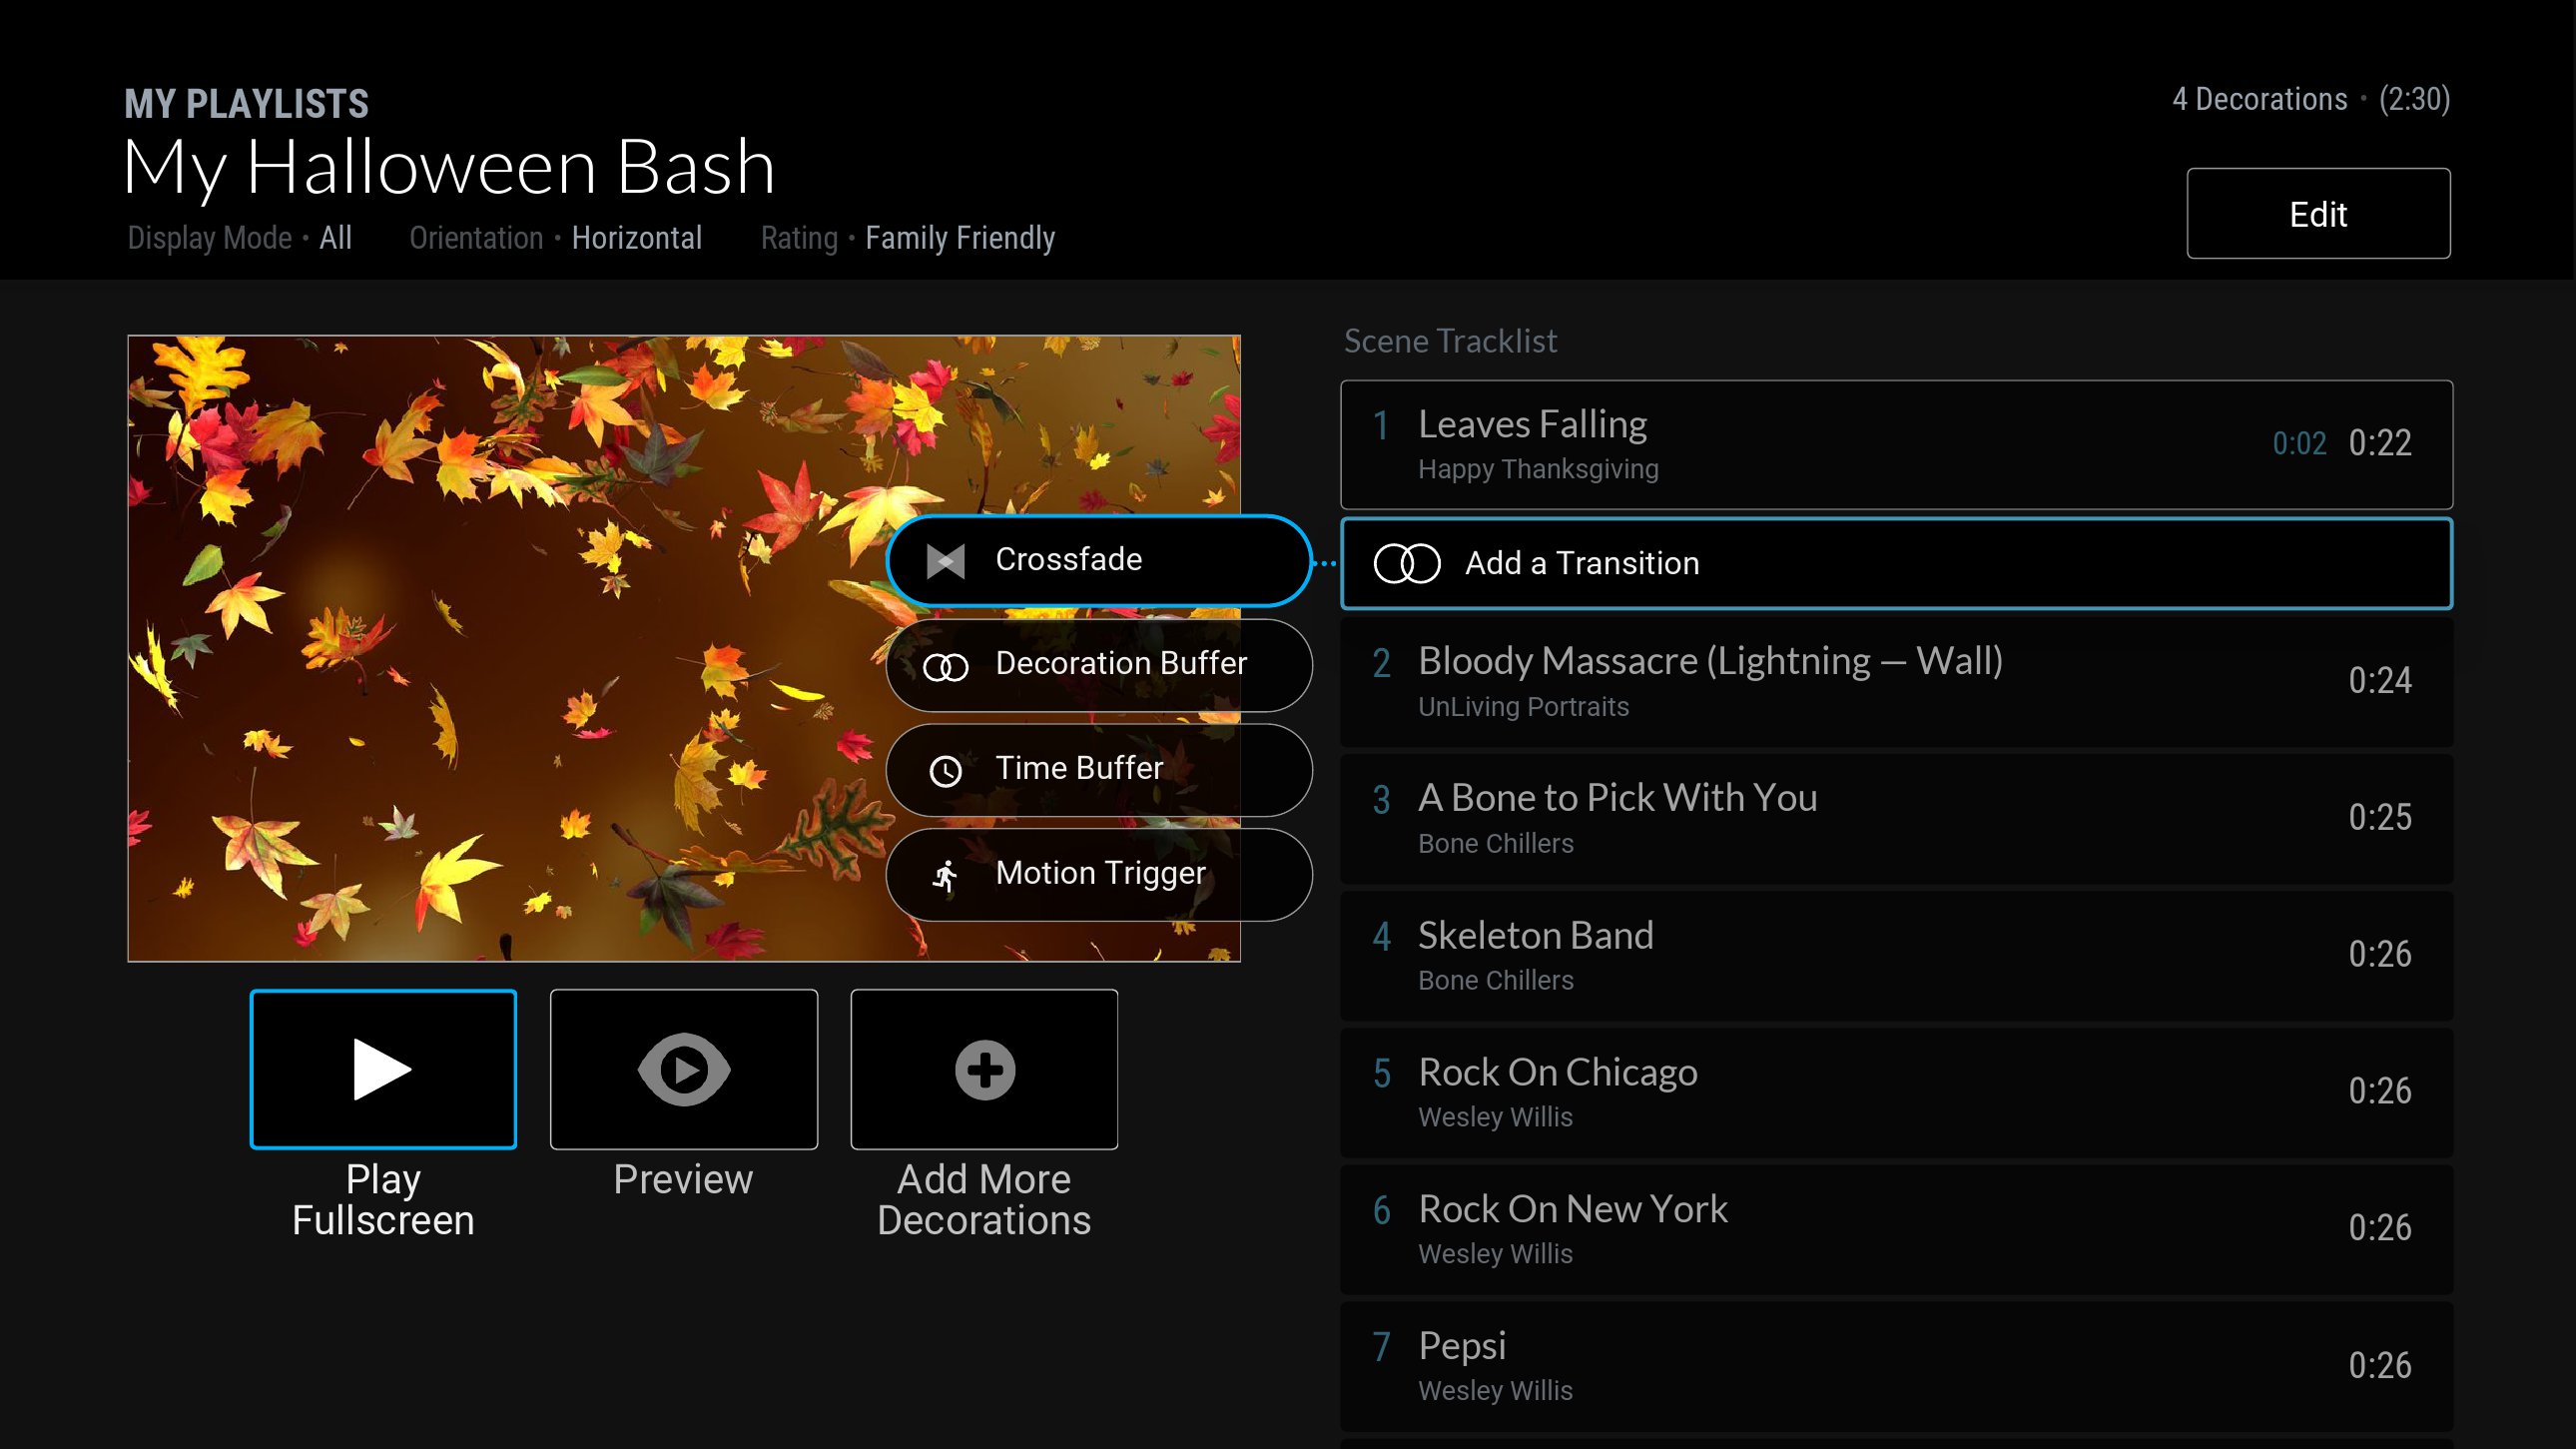 MY PLAYLISTS
My Halloween Bash
Display Mode • All Orientation • Horizontal Rating • Family Friendly
4 Decorations • (2:30)
Edit
Scene Tracklist
1 Leaves Falling
Happy Thanksgiving
0:02 0:22
Crossfade
Add a Transition
Decoration Buffer
Time Buffer
Motion Trigger
2 Bloody Massacre (Lightning — Wall)
UnLiving Portraits
0:24
3 A Bone to Pick With You
Bone Chillers
0:25
4 Skeleton Band
Bone Chillers
0:26
5 Rock On Chicago
Wesley Willis
0:26
6 Rock On New York
Wesley Willis
0:26
7 Pepsi
Wesley Willis
0:26
Play
Fullscreen
Preview
Add More
Decorations